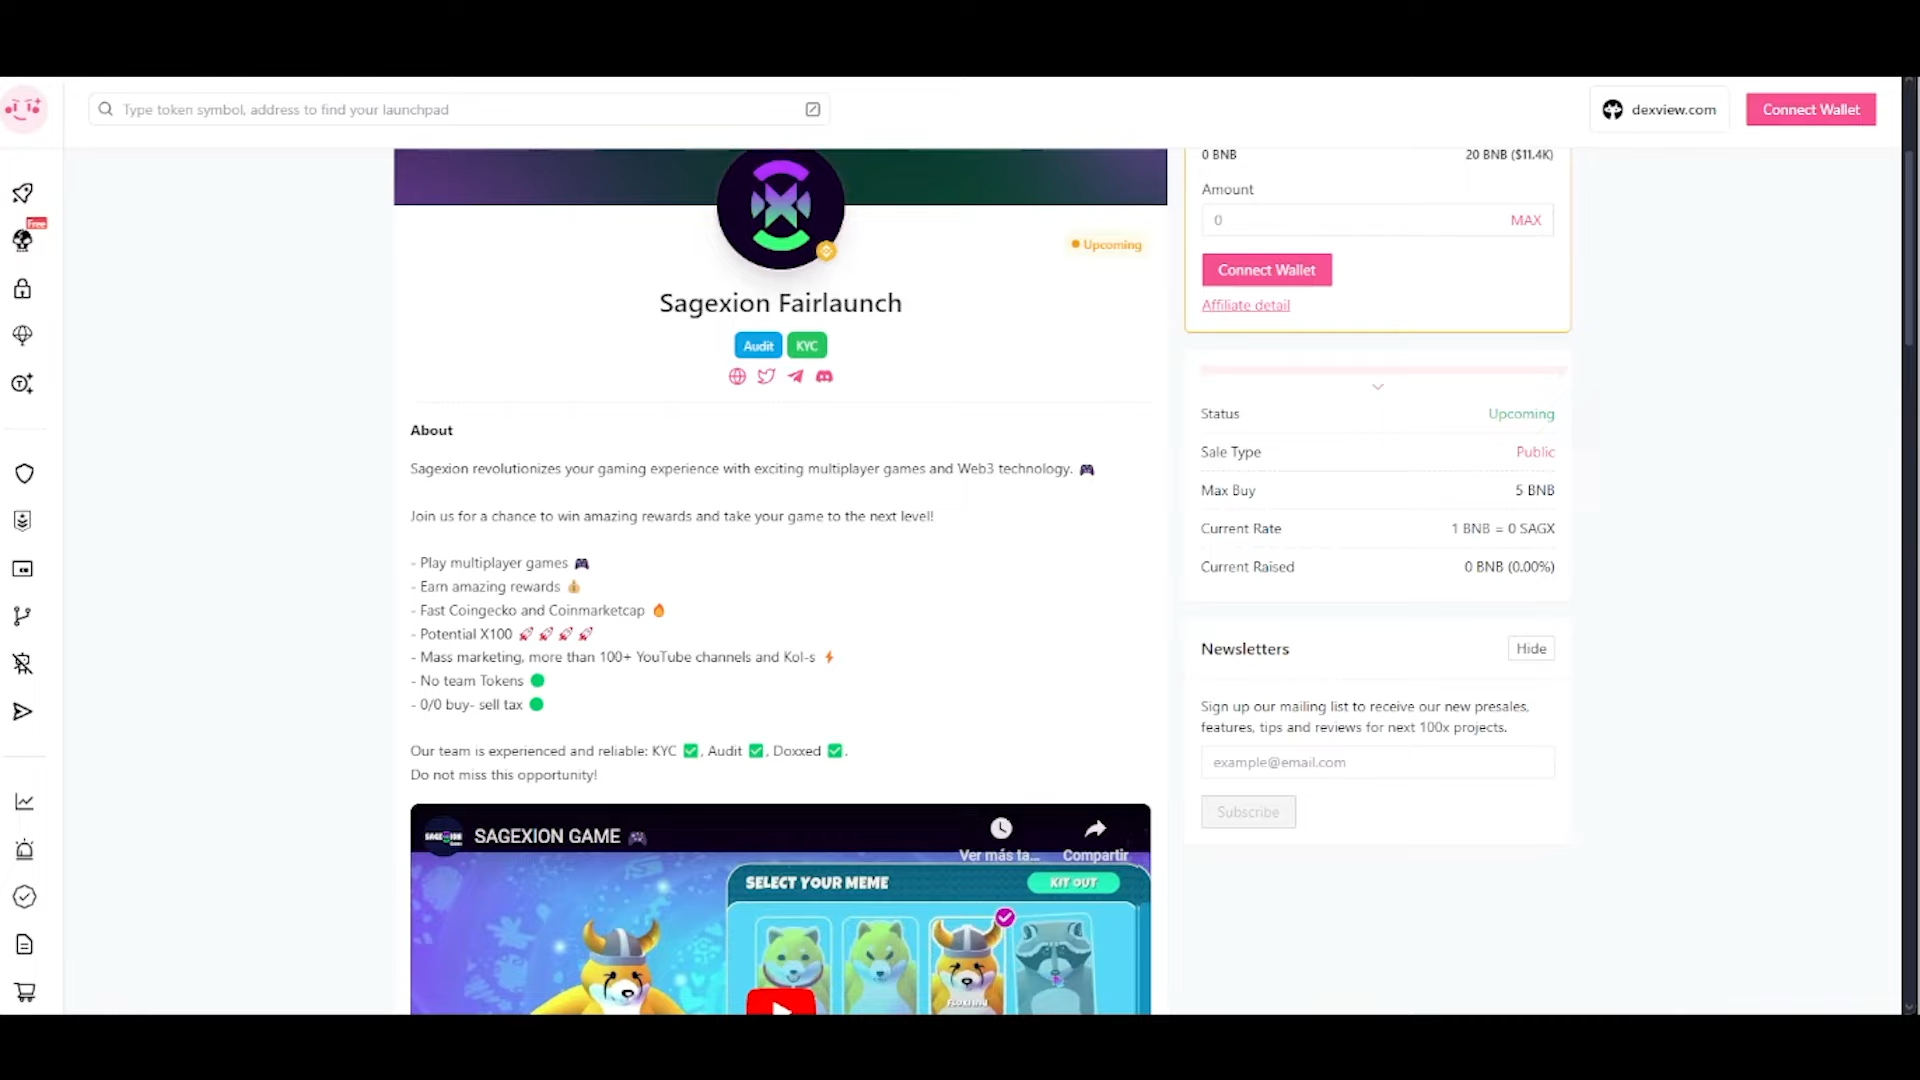 Type token symbol, address to find your launchpad
dexview.com
Connect Wallet
Free
Upcoming
Sagexion Fairlaunch
Audit
KYC
About
Sagexion revolutionizes your gaming experience with exciting multiplayer games and Web3 technology. 🎮
Join us for a chance to win amazing rewards and take your game to the next level!
- Play multiplayer games 🎮
- Earn amazing rewards 💰
- Fast Coingecko and Coinmarketcap 🔥
- Potential X100 🚀🚀🚀🚀
- Mass marketing, more than 100+ YouTube channels and Kol-s ⚡
- No team Tokens 🟢
- 0/0 buy- sell tax 🟢
Our team is experienced and reliable: KYC ✅, Audit ✅, Doxxed ✅.
Do not miss this opportunity!
SAGEXION
SAGEXION GAME 🎮
Ver más ta...
Compartir
SELECT YOUR MEME
KIT OUT
FLOKI INU
0 BNB
20 BNB ($11.4K)
Amount
0
MAX
Connect Wallet
Affiliate detail
Status
Upcoming
Sale Type
Public
Max Buy
5 BNB
Current Rate
1 BNB = 0 SAGX
Current Raised
0 BNB (0.00%)
Newsletters
Hide
Sign up our mailing list to receive our new presales,
features, tips and reviews for next 100x projects.
example@email.com
Subscribe